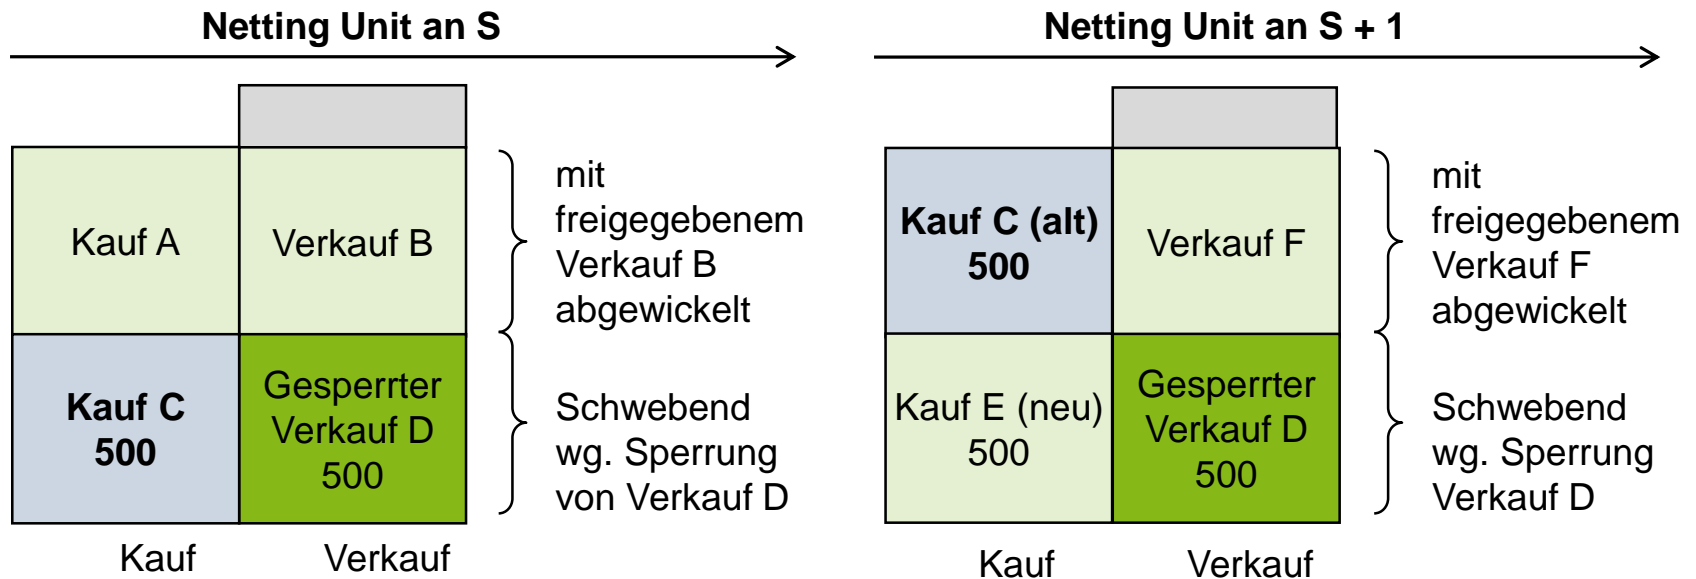 Netting Unit an S
Kauf A
Verkauf B
mit
freigegebenem
Verkauf B
abgewickelt
Kauf C
500
Gesperrter
Verkauf D
500
Schwebend
wg. Sperrung
von Verkauf D
Kauf
Verkauf
Netting Unit an S + 1
Kauf C (alt)
500
Verkauf F
mit
freigegebenem
Verkauf F
abgewickelt
Kauf E (neu)
500
Gesperrter
Verkauf D
500
Schwebend
wg. Sperrung
Verkauf D
Kauf
Verkauf